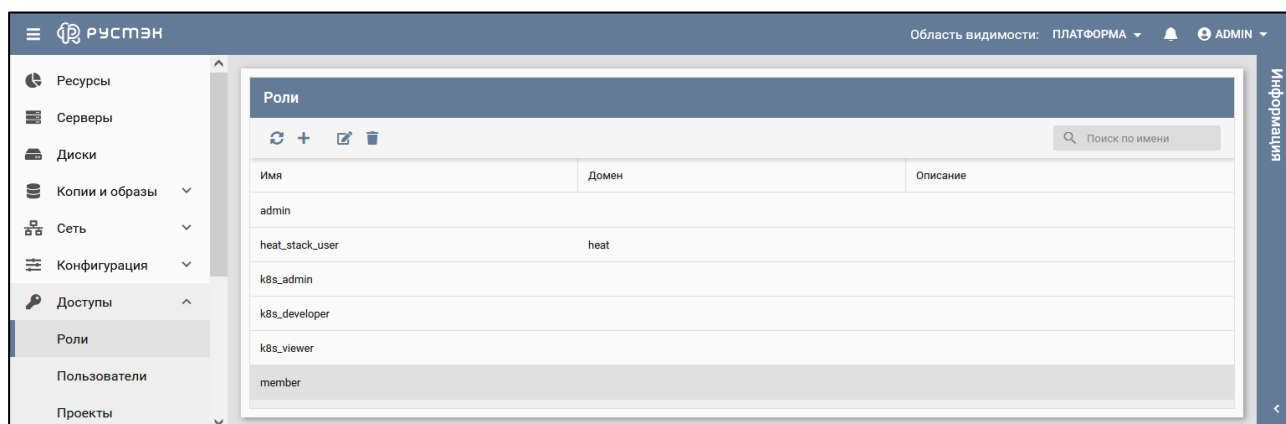 РУСТЭК
Область видимости: ПЛАТФОРМА ADMIN
Ресурсы
Серверы
Диски
Копии и образы
Сеть
Конфигурация
Доступы
Роли
Пользователи
Проекты
Роли
Поиск по имени
Имя Домен Описание
admin
heat_stack_user heat
k8s_admin
k8s_developer
k8s_viewer
member
Информация